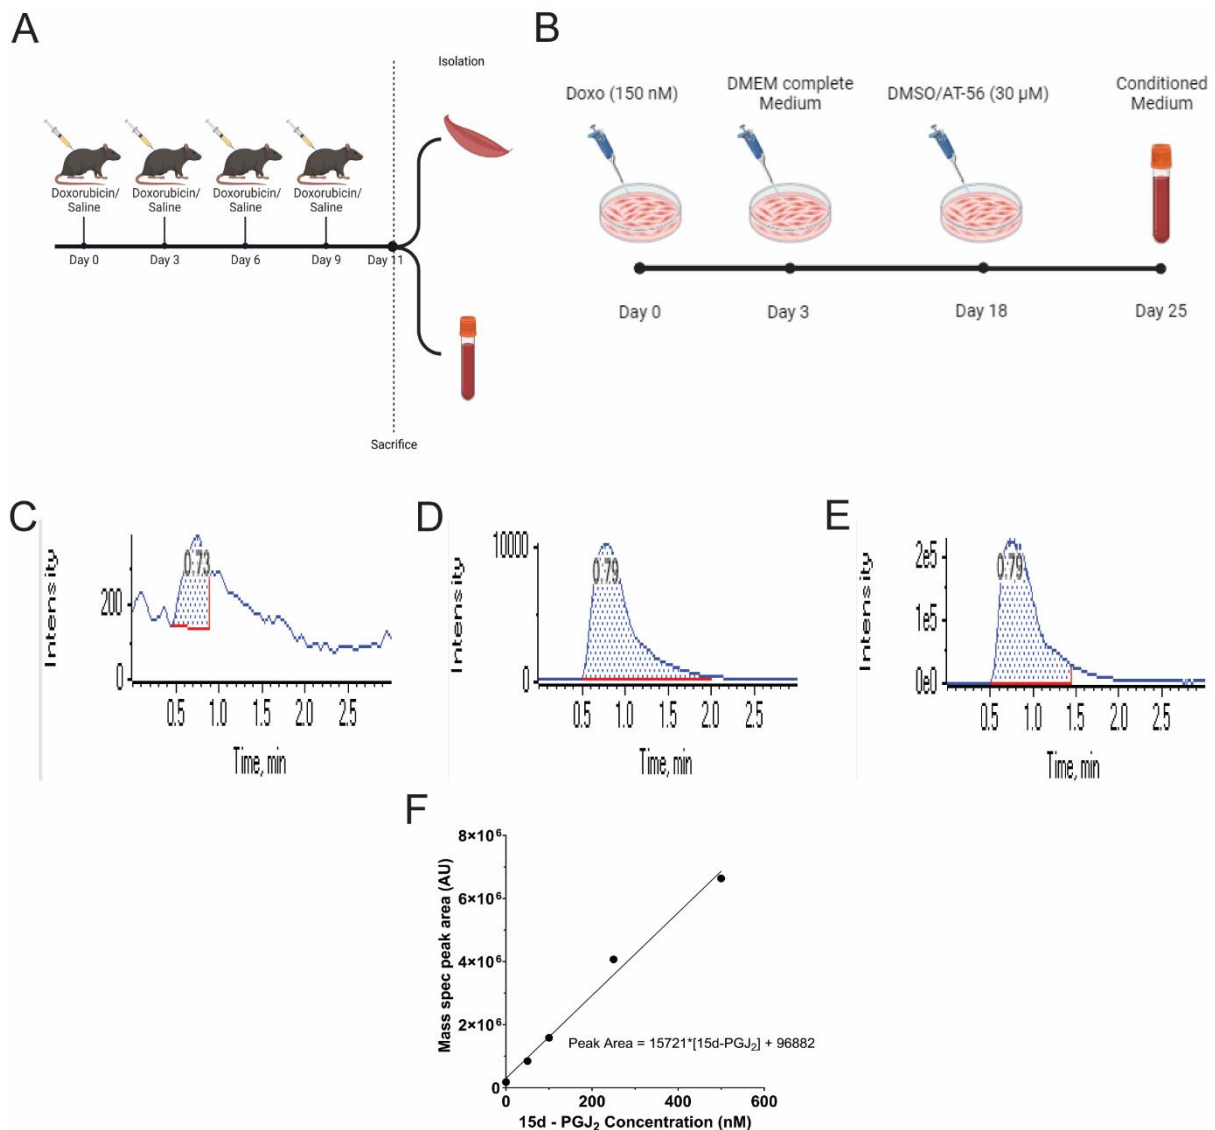 A
Isolation
Doxorubicin/ Doxorubicin/ Doxorubicin/ Doxorubicin/
Saline Saline Saline Saline
Day 0 Day 3 Day 6 Day 9 Day 11
Sacrifice
B
Doxo (150 nM)
DMEM complete
Medium
DMSO/AT-56 (30 µM)
Conditioned
Medium
Day 0 Day 3 Day 18 Day 25
C
Intensity
200
0
0:73
0.5 1.0 1.5 2.0 2.5
Time, min
D
Intensity
10000
0
0:79
0.5 1.0 1.5 2.0 2.5
Time, min
E
Intensity
2e5
1e5
0e0
0:79
0.5 1.0 1.5 2.0 2.5
Time, min
F
Mass spec peak area (AU)
8×10⁶
6×10⁶
4×10⁶
2×10⁶
0
Peak Area = 15721*[15d-PGJ₂] + 96882
0 200 400 600
15d - PGJ₂ Concentration (nM)